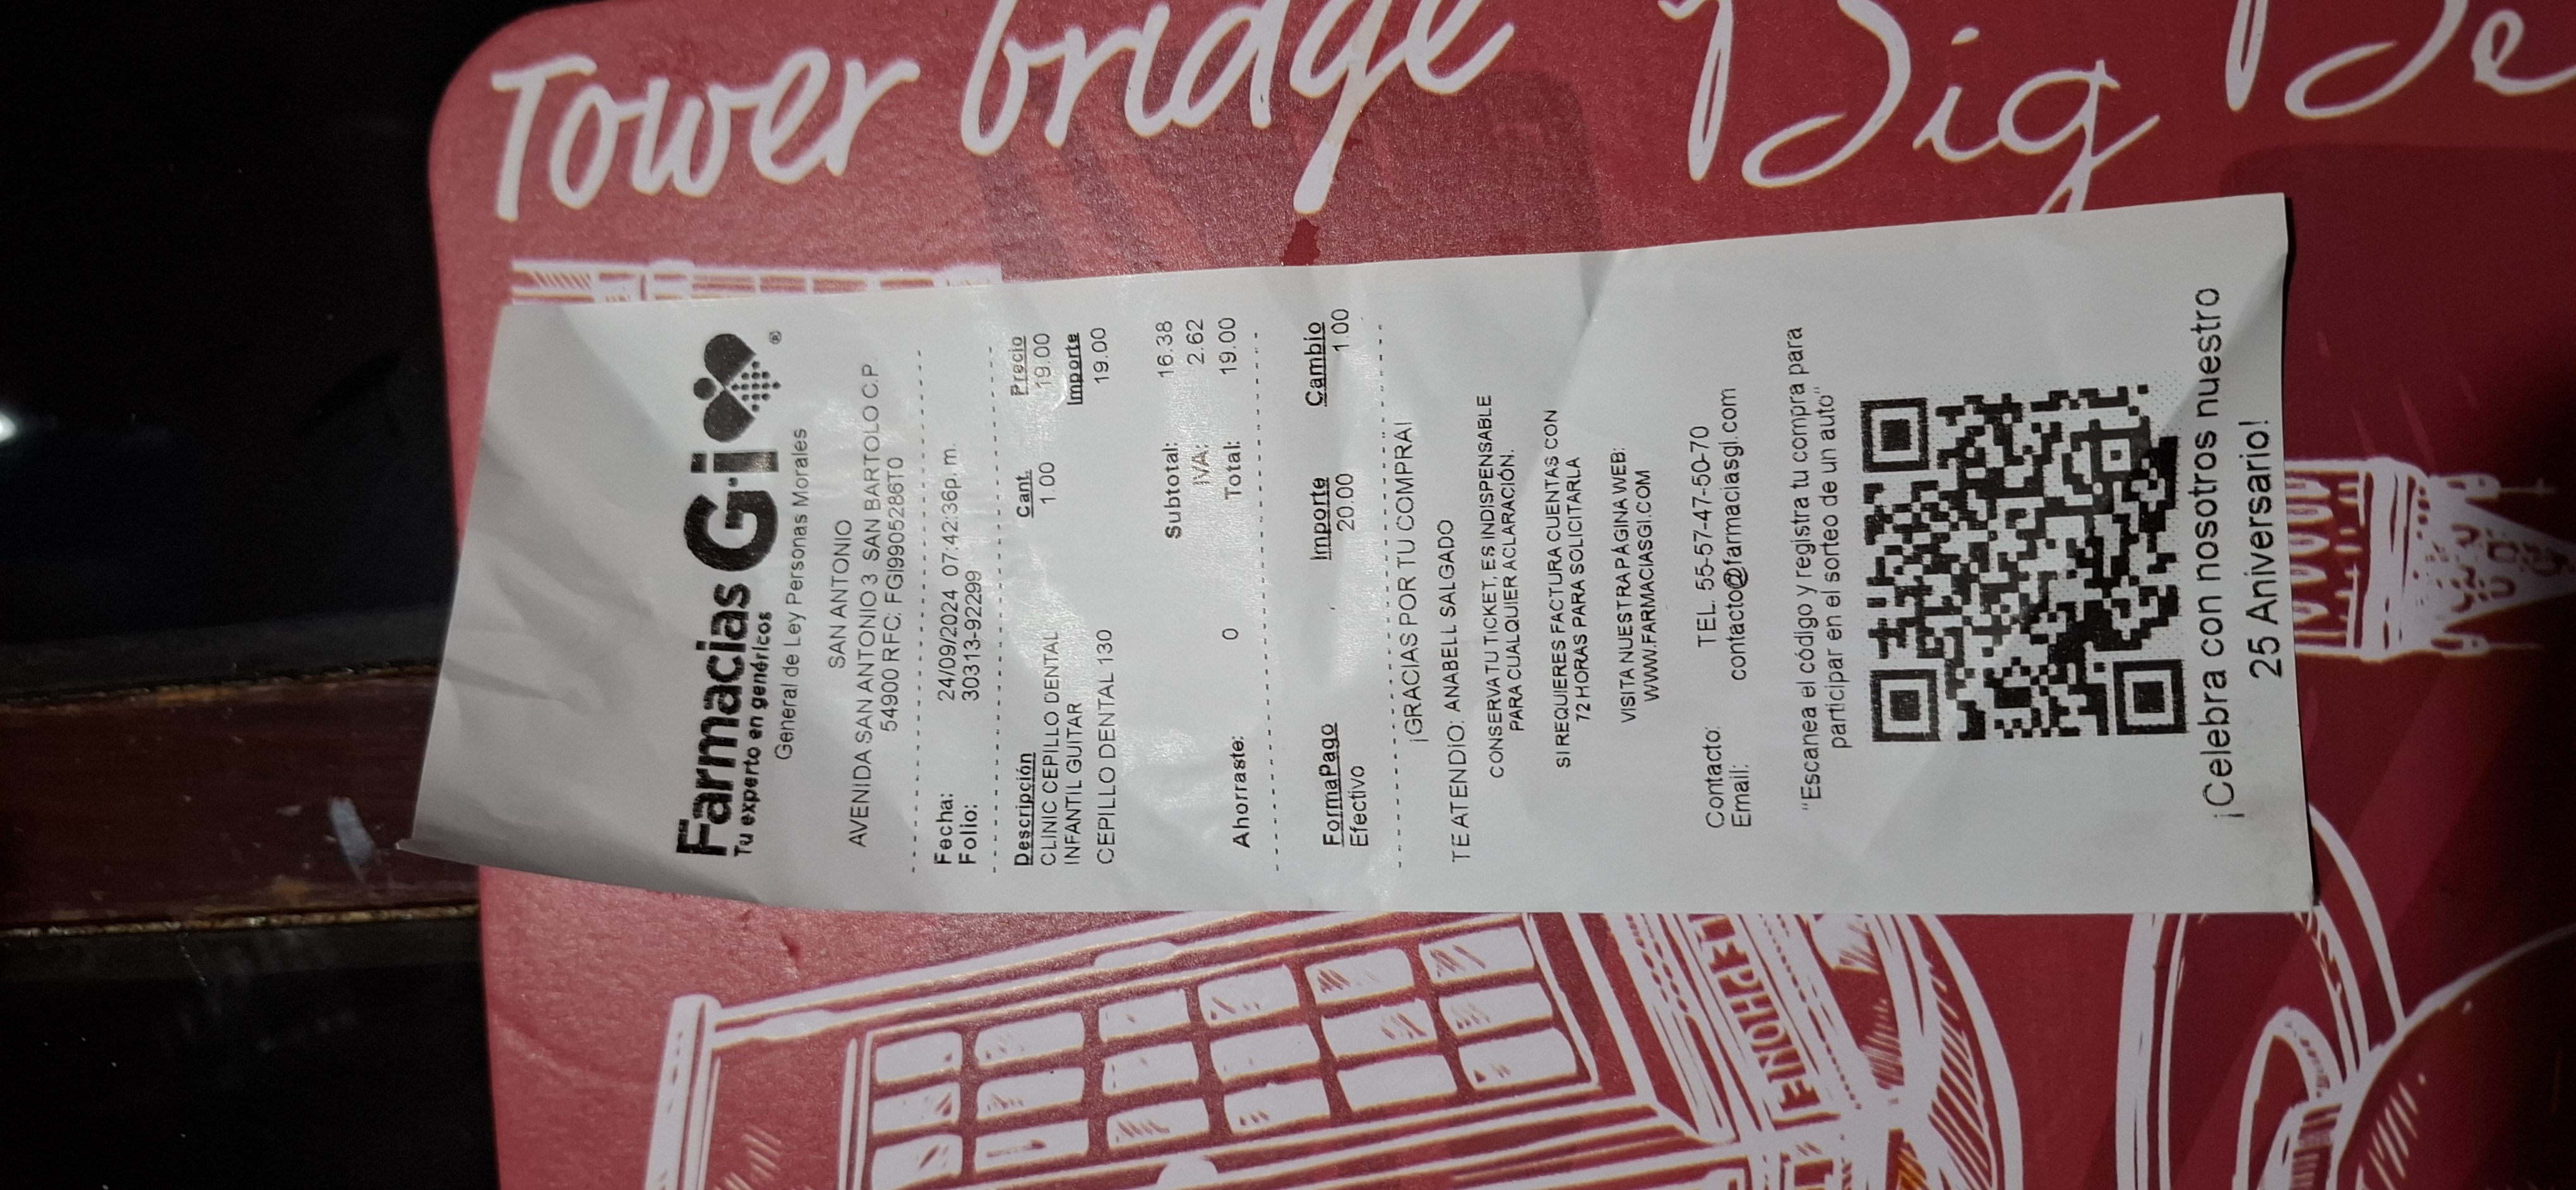 Tower bridge
Big Be
Farmacias Gi®
Tu experto en genéricos
General de Ley Personas Morales
SAN ANTONIO
AVENIDA SAN ANTONIO 3 SAN BARTOLO C.P.
54900 RFC: FGI9905286T0
Fecha: 24/09/2024 07:42:36p. m.
Folio: 30313-92299
Descripción Cant. Precio
CLINIC CEPILLO DENTAL 1.00 19.00
INFANTIL GUITAR Importe
CEPILLO DENTAL 130 19.00
Subtotal: 16.38
IVA: 2.62
Ahorraste: 0 Total: 19.00
FormaPago Importe Cambio
Efectivo 20.00 1.00
¡GRACIAS POR TU COMPRA!
TE ATENDIO: ANABELL SALGADO
CONSERVA TU TICKET, ES INDISPENSABLE
PARA CUALQUIER ACLARACIÓN.
SI REQUIERES FACTURA CUENTAS CON
72 HORAS PARA SOLICITARLA
VISITA NUESTRA PÁGINA WEB:
WWW.FARMACIASGI.COM
Contacto: TEL. 55-57-47-50-70
Email: contacto@farmaciasgi.com
"Escanea el código y registra tu compra para
participar en el sorteo de un auto"
¡Celebra con nosotros nuestro
25 Aniversario!